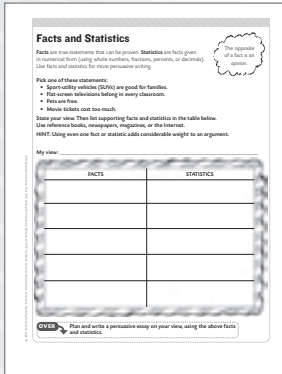 Facts and Statistics
The opposite
of a fact is an
opinion.
Facts are true statements that can be proven. Statistics are facts given
in numerical form (using whole numbers, fractions, percents, or decimals).
Use facts and statistics for more persuasive writing.
Pick one of these statements:
• Sport-utility vehicles (SUVs) are good for families.
• Flat-screen televisions belong in every classroom.
• Pets are free.
• Movie tickets cost too much.
State your view. Then list supporting facts and statistics in the table below.
Use reference books, newspapers, magazines, or the Internet.
HINT: Using even one fact or statistic adds considerable weight to an argument.
My view:
FACTS STATISTICS
OVER Plan and write a persuasive essay on your view, using the above facts
and statistics.